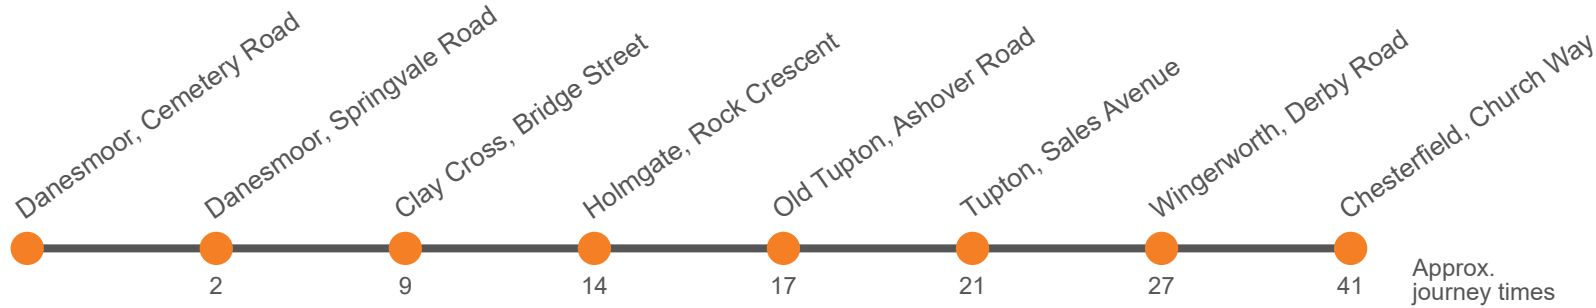 Danesmoor, Cemetery Road
Danesmoor, Springvale Road
Clay Cross, Bridge Street
Holmgate, Rock Crescent
Old Tupton, Ashover Road
Tupton, Sales Avenue
Wingerworth, Derby Road
Chesterfield, Church Way
2
9
14
17
21
27
41
Approx.
journey times